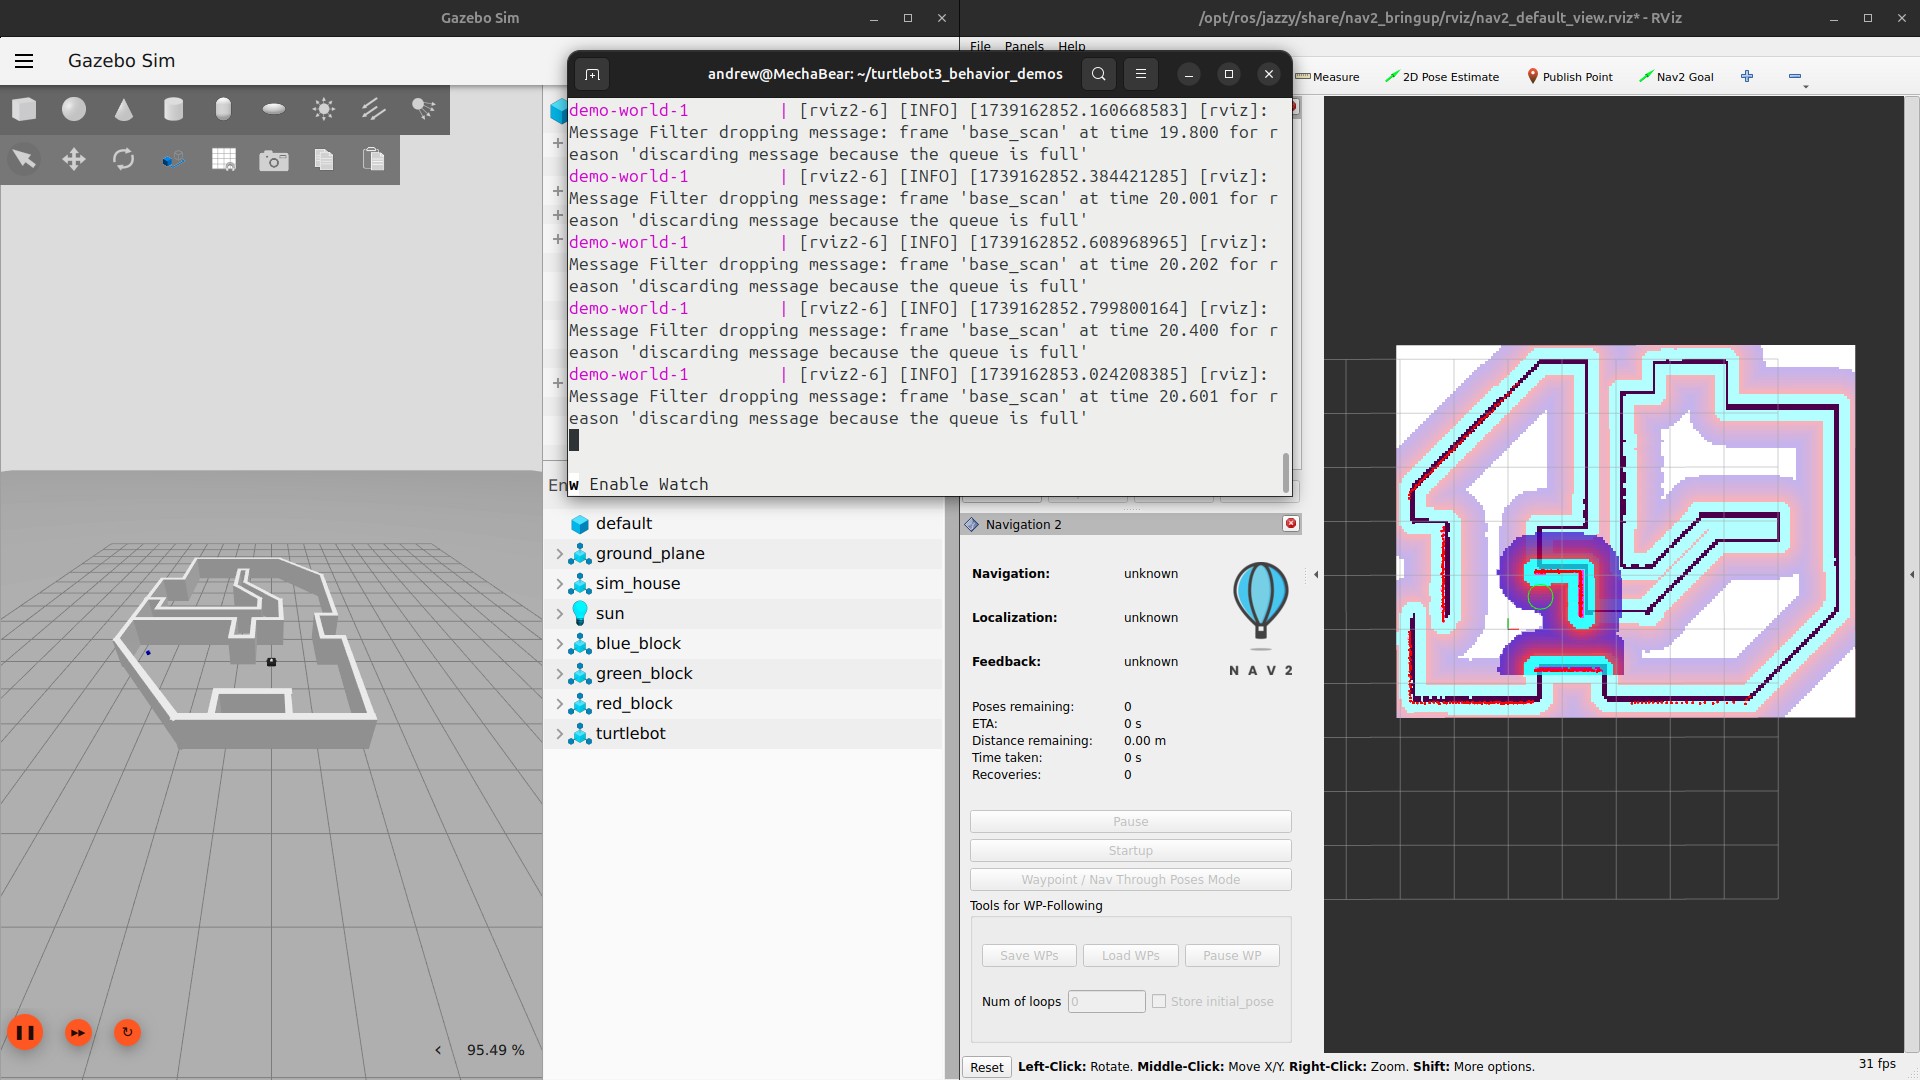 Gazebo Sim
/opt/ros/jazzy/share/nav2_bringup/rviz/nav2_default_view.rviz* - RViz
Gazebo Sim
File Panels Help
andrew@MechaBear: ~/turtlebot3_behavior_demos
Measure
2D Pose Estimate
Publish Point
Nav2 Goal
demo-world-1 | [rviz2-6] [INFO] [1739162852.160668583] [rviz]:
Message Filter dropping message: frame 'base_scan' at time 19.800 for r
eason 'discarding message because the queue is full'
demo-world-1 | [rviz2-6] [INFO] [1739162852.384421285] [rviz]:
Message Filter dropping message: frame 'base_scan' at time 20.001 for r
eason 'discarding message because the queue is full'
demo-world-1 | [rviz2-6] [INFO] [1739162852.608968965] [rviz]:
Message Filter dropping message: frame 'base_scan' at time 20.202 for r
eason 'discarding message because the queue is full'
demo-world-1 | [rviz2-6] [INFO] [1739162852.799800164] [rviz]:
Message Filter dropping message: frame 'base_scan' at time 20.400 for r
eason 'discarding message because the queue is full'
demo-world-1 | [rviz2-6] [INFO] [1739162853.024208385] [rviz]:
Message Filter dropping message: frame 'base_scan' at time 20.601 for r
eason 'discarding message because the queue is full'
w Enable Watch
En
default
ground_plane
sim_house
sun
blue_block
green_block
red_block
turtlebot
95.49 %
Navigation 2
Navigation: unknown
Localization: unknown
Feedback: unknown
NAV2
Poses remaining: 0
ETA: 0 s
Distance remaining: 0.00 m
Time taken: 0 s
Recoveries: 0
Pause
Startup
Waypoint / Nav Through Poses Mode
Tools for WP-Following
Save WPs
Load WPs
Pause WP
Num of loops 0
Store initial_pose
Reset
Left-Click: Rotate. Middle-Click: Move X/Y. Right-Click: Zoom. Shift: More options.
31 fps